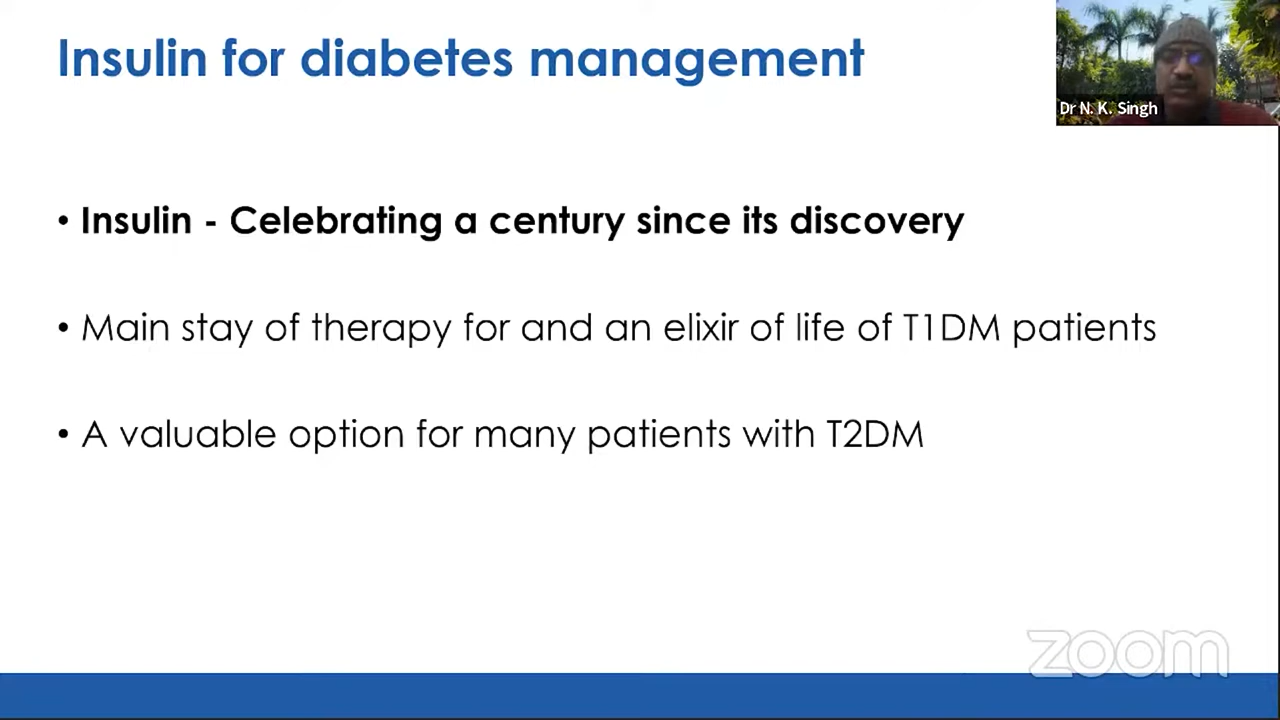 Insulin for diabetes management
Dr N. K. Singh
• Insulin - Celebrating a century since its discovery
• Main stay of therapy for and an elixir of life of T1DM patients
• A valuable option for many patients with T2DM
zoom